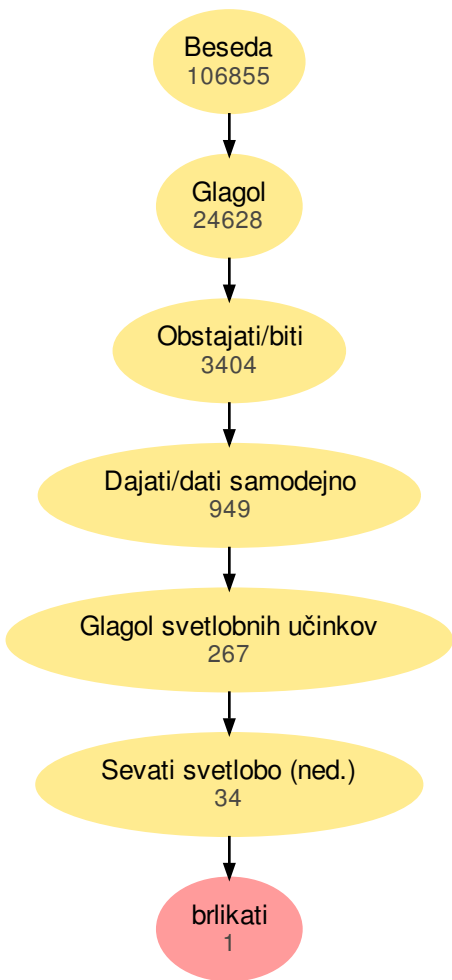 Beseda
106855
Glagol
24628
Obstajati/biti
3404
Dajati/dati samodejno
949
Glagol svetlobnih učinkov
267
Sevati svetlobo (ned.)
34
brlikati
1